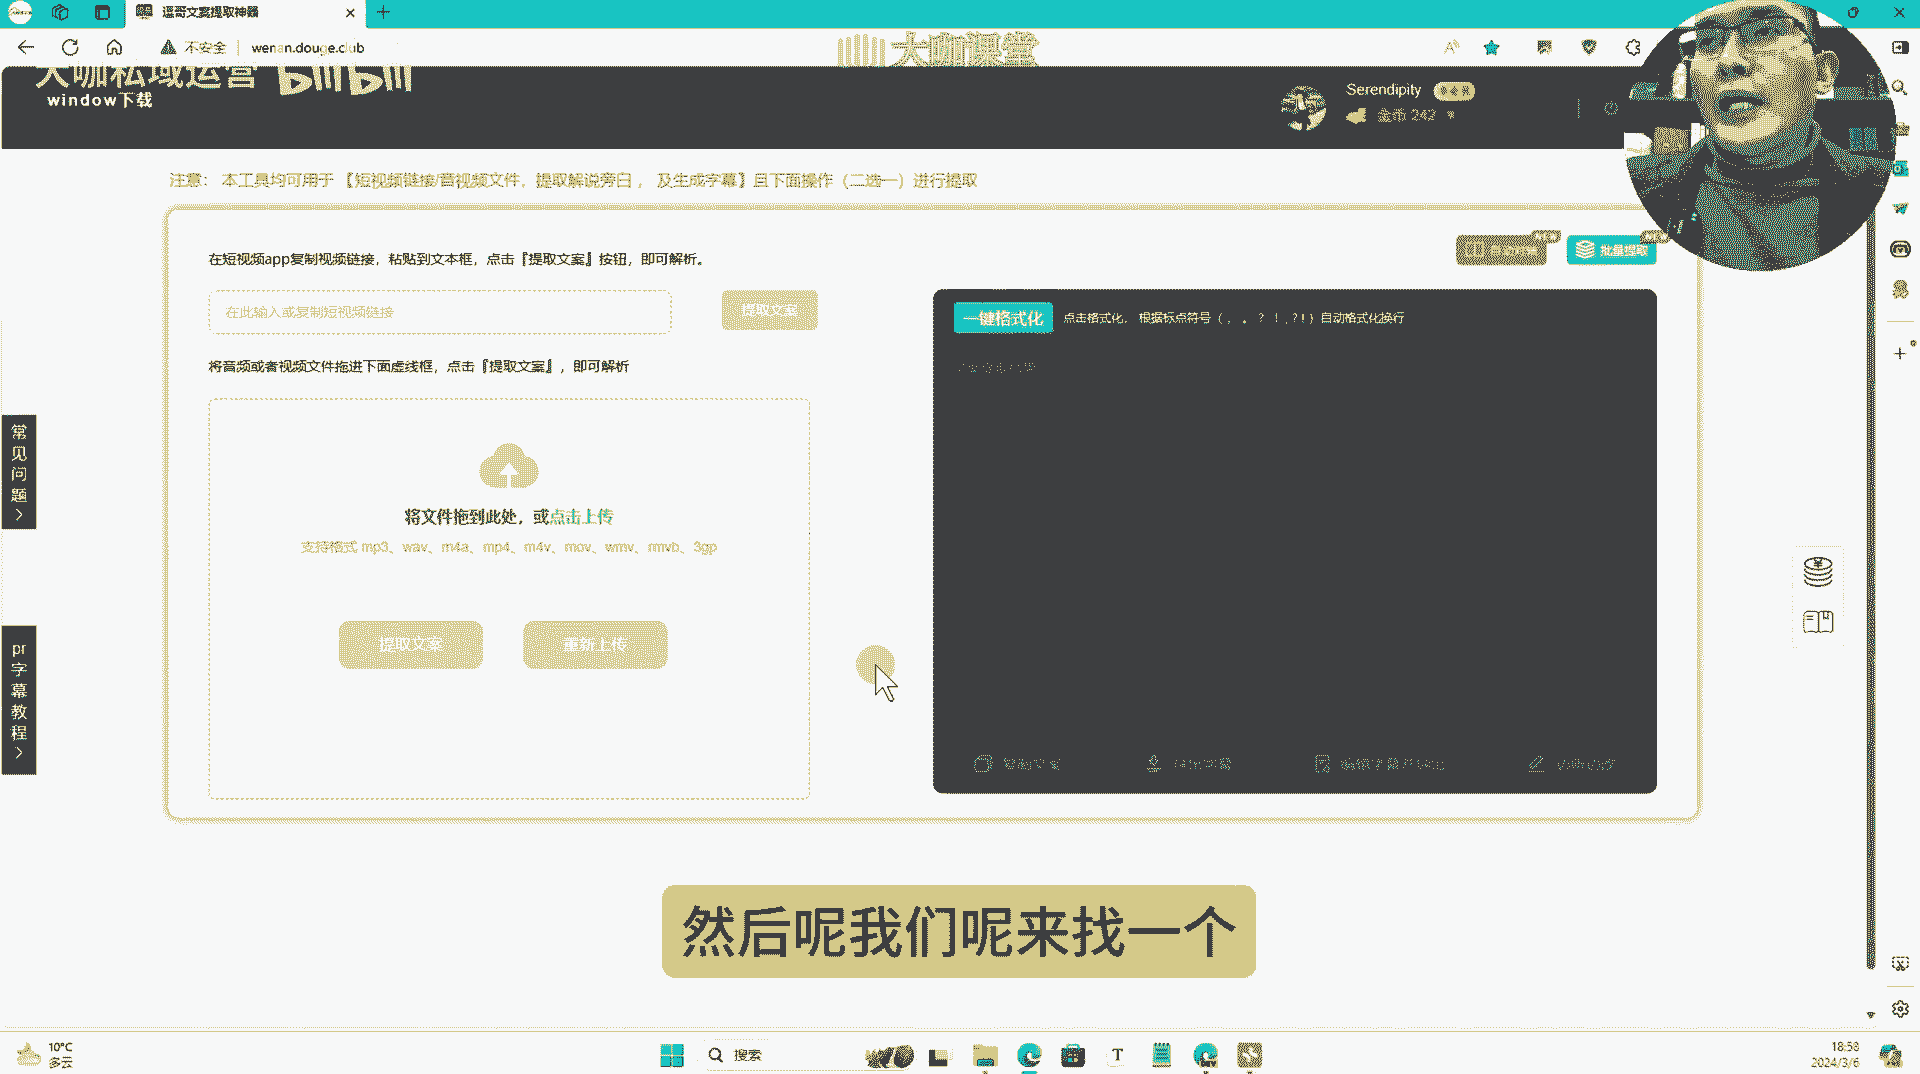 逗哥文案提取神器
不安全
wenan.douge.club
大咖课堂
大咖私域运营 bilibili
window下载
Serendipity
金币 242
注意： 本工具均可用于 【短视频链接/音视频文件，提取解说旁白 ， 及生成字幕】且下面操作（二选一）进行提取
在短视频app复制视频链接，粘贴到文本框，点击『提取文案』按钮，即可解析。
批量提取
在此输入或复制短视频链接
提取文案
一键格式化
点击格式化， 根据标点符号（ ， 。 ？ ！ , ? ! ）自动格式化换行
将音频或者视频文件拖进下面虚线框，点击『提取文案』，即可解析
将文件拖到此处，或点击上传
支持格式 mp3、wav、m4a、mp4、m4v、mov、wmv、rmvb、3gp
提取文案
重新上传
常见问题
pr字幕教程
然后呢我们呢来找一个
10°C
多云
搜索
18:58
2024/3/6